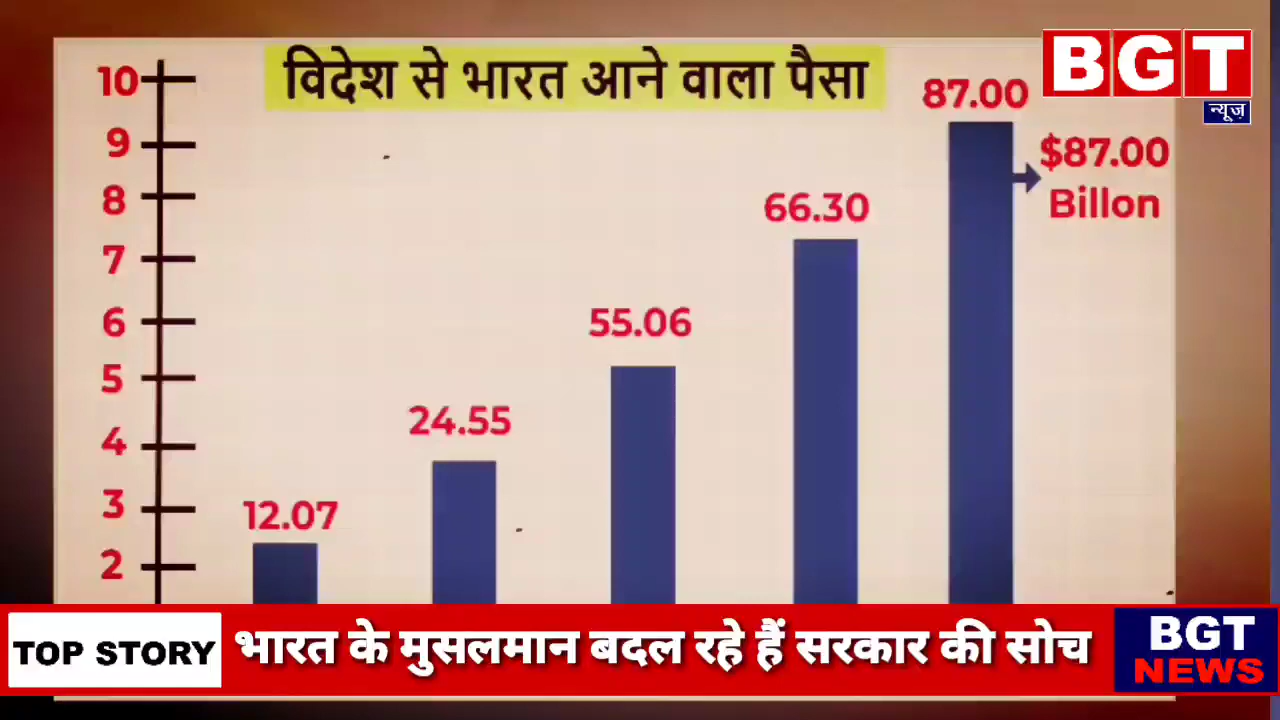 विदेश से भारत आने वाला पैसा
BGT
न्यूज़
10
9
8
7
6
5
4
3
2
12.07
24.55
55.06
66.30
87.00
$87.00
Billon
TOP STORY
भारत के मुसलमान बदल रहे हैं सरकार की सोच
BGT
NEWS